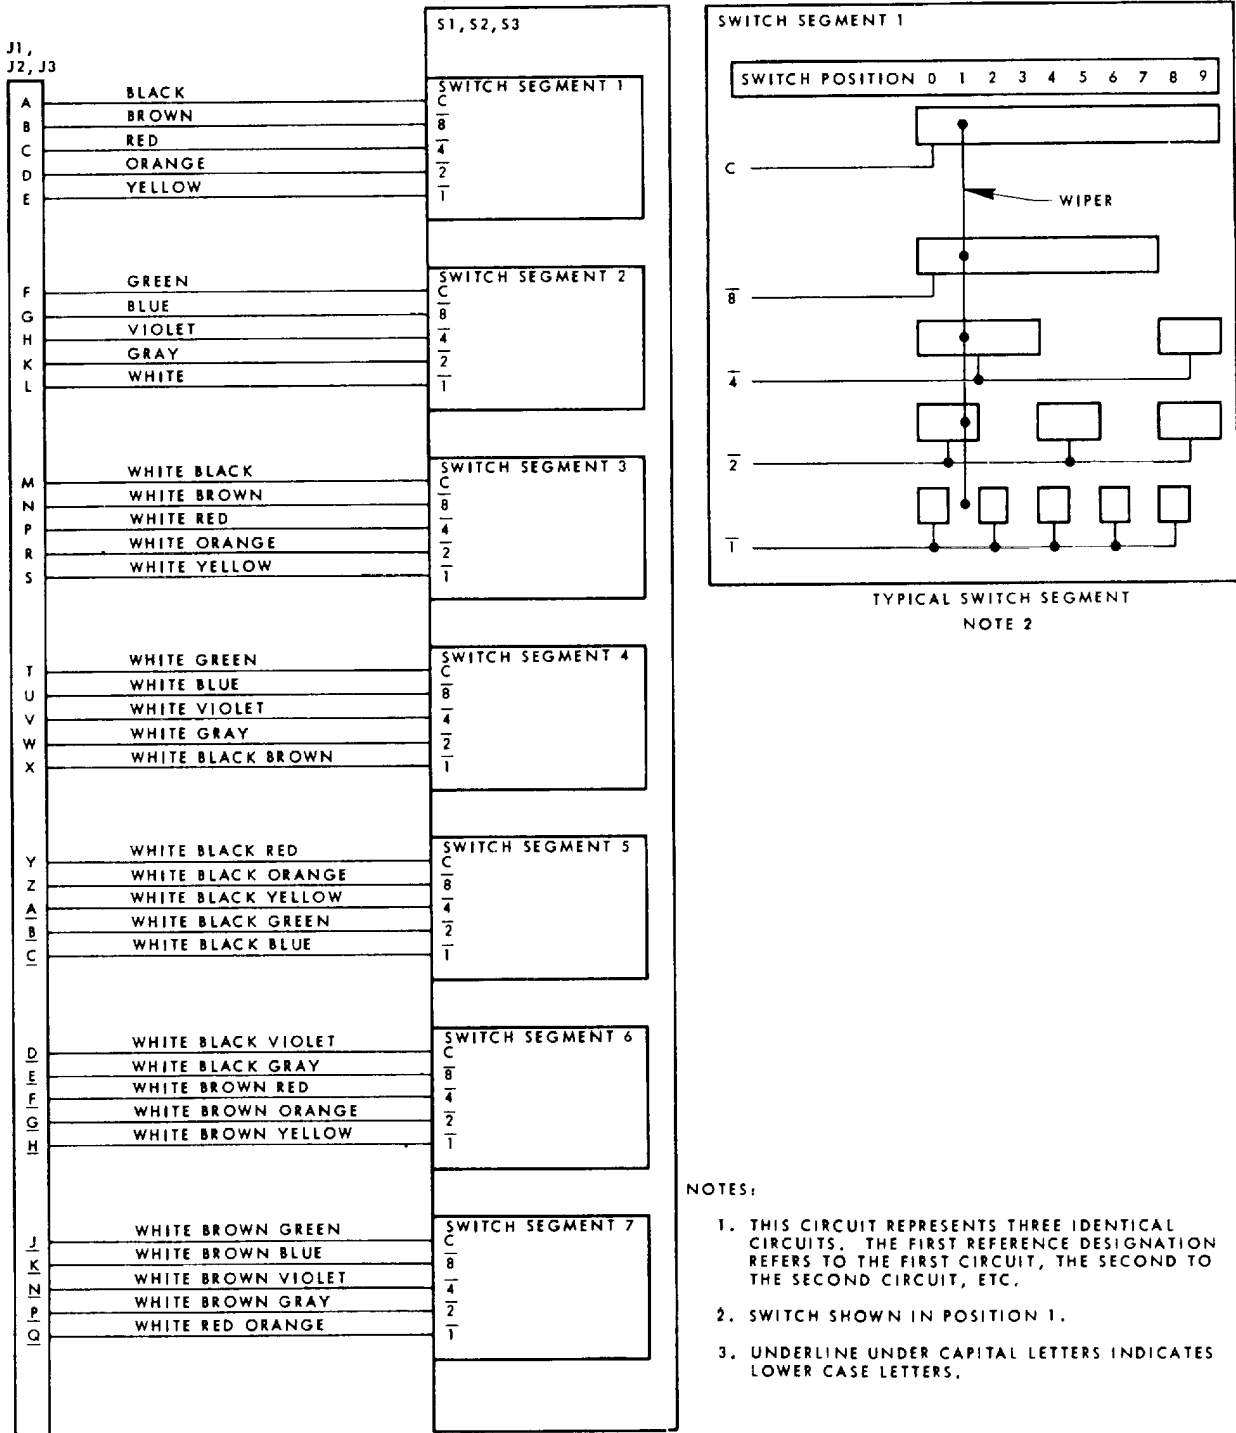 J1,
J2, J3
S1, S2, S3
A BLACK
B BROWN
C RED
D ORANGE
E YELLOW
SWITCH SEGMENT 1
C
8̅
4̅
2̅
1̅
F GREEN
G BLUE
H VIOLET
K GRAY
L WHITE
SWITCH SEGMENT 2
C
8̅
4̅
2̅
1̅
M WHITE BLACK
N WHITE BROWN
P WHITE RED
R WHITE ORANGE
S WHITE YELLOW
SWITCH SEGMENT 3
C
8̅
4̅
2̅
1̅
T WHITE GREEN
U WHITE BLUE
V WHITE VIOLET
W WHITE GRAY
X WHITE BLACK BROWN
SWITCH SEGMENT 4
C
8̅
4̅
2̅
1̅
Y WHITE BLACK RED
Z WHITE BLACK ORANGE
A̲ WHITE BLACK YELLOW
B̲ WHITE BLACK GREEN
C̲ WHITE BLACK BLUE
SWITCH SEGMENT 5
C
8̅
4̅
2̅
1̅
D̲ WHITE BLACK VIOLET
E̲ WHITE BLACK GRAY
F̲ WHITE BROWN RED
G̲ WHITE BROWN ORANGE
H̲ WHITE BROWN YELLOW
SWITCH SEGMENT 6
C
8̅
4̅
2̅
1̅
J̲ WHITE BROWN GREEN
K̲ WHITE BROWN BLUE
N̲ WHITE BROWN VIOLET
P̲ WHITE BROWN GRAY
Q̲ WHITE RED ORANGE
SWITCH SEGMENT 7
C
8̅
4̅
2̅
1̅
SWITCH SEGMENT 1
SWITCH POSITION 0 1 2 3 4 5 6 7 8 9
C
WIPER
8̅
4̅
2̅
1̅
TYPICAL SWITCH SEGMENT
NOTE 2
NOTES:
1. THIS CIRCUIT REPRESENTS THREE IDENTICAL
CIRCUITS. THE FIRST REFERENCE DESIGNATION
REFERS TO THE FIRST CIRCUIT, THE SECOND TO
THE SECOND CIRCUIT, ETC.
2. SWITCH SHOWN IN POSITION 1.
3. UNDERLINE UNDER CAPITAL LETTERS INDICATES
LOWER CASE LETTERS.